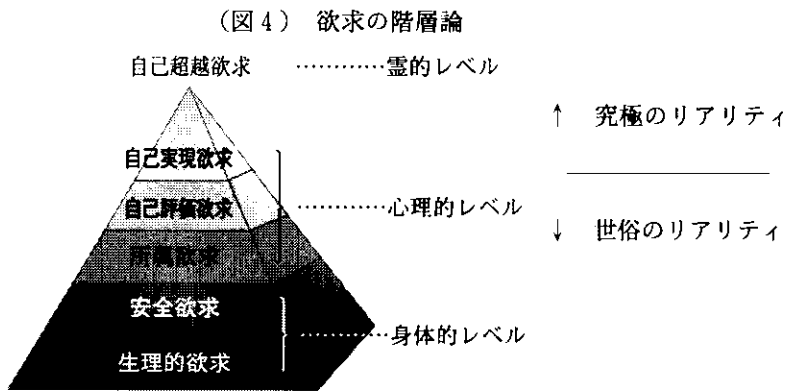 （図4） 欲求の階層論
自己超越欲求 …………霊的レベル
↑ 究極のリアリティ
自己実現欲求
自己評価欲求 …………心理的レベル
↓ 世俗のリアリティ
所属欲求
安全欲求
…………身体的レベル
生理的欲求